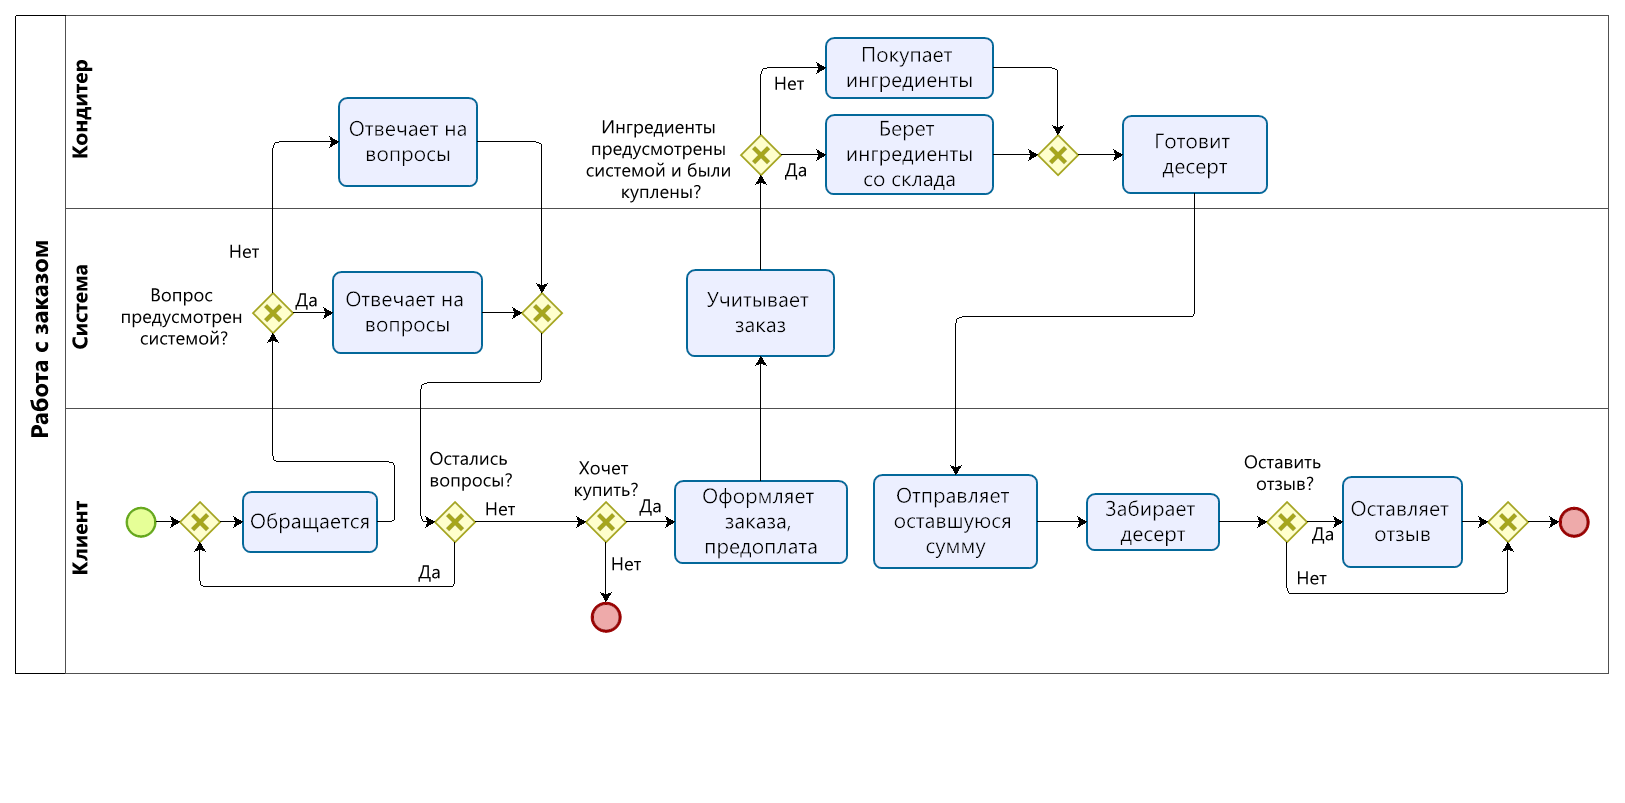 Работа с заказом
Кондитер
Отвечает на
вопросы
Ингредиенты
предусмотрены
системой и были
куплены?
Нет
Да
Покупает
ингредиенты
Берет
ингредиенты
со склада
Готовит
десерт
Система
Нет
Вопрос
предусмотрен
системой?
Да
Отвечает на
вопросы
Учитывает
заказ
Клиент
Обращается
Остались
вопросы?
Нет
Да
Хочет
купить?
Да
Нет
Оформляет
заказа,
предоплата
Отправляет
оставшуюся
сумму
Забирает
десерт
Оставить
отзыв?
Да
Нет
Оставляет
отзыв